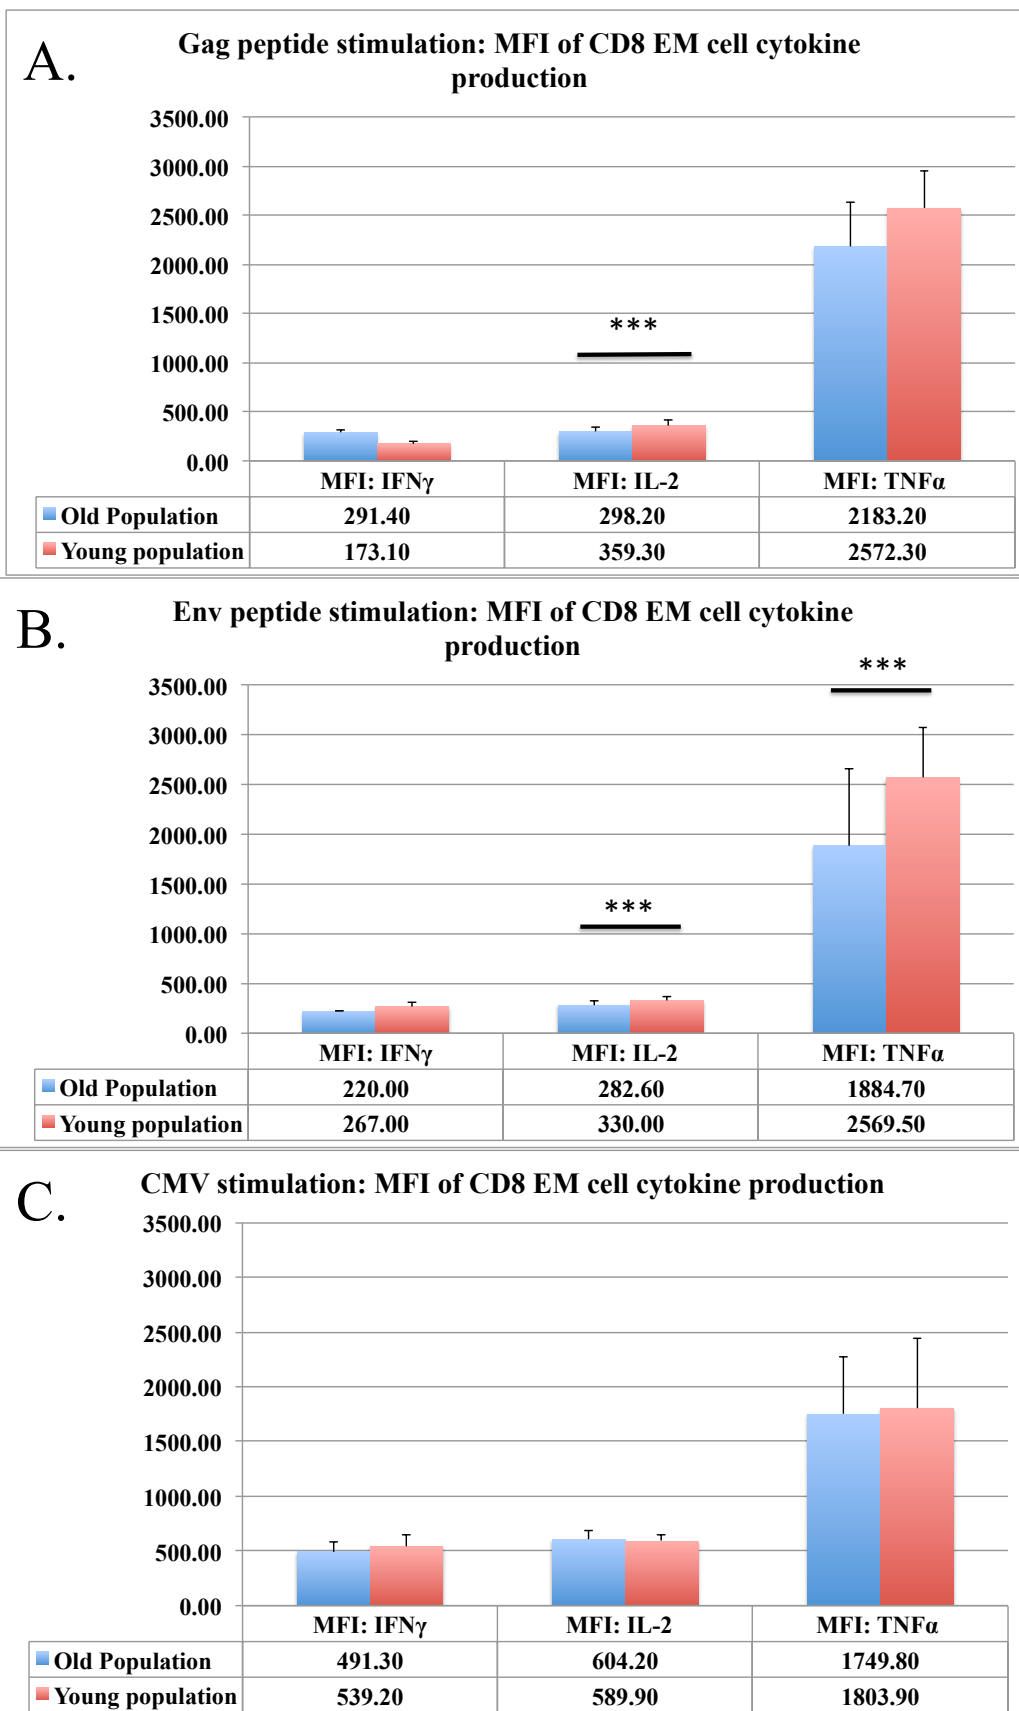 A.
Gag peptide stimulation: MFI of CD8 EM cell cytokine
production
3500.00
3000.00
2500.00
2000.00
1500.00
1000.00
500.00
0.00
***
MFI: IFNγ MFI: IL-2 MFI: TNFα
Old Population 291.40 298.20 2183.20
Young population 173.10 359.30 2572.30
B.
Env peptide stimulation: MFI of CD8 EM cell cytokine
production
***
3500.00
3000.00
2500.00
2000.00
1500.00
1000.00
500.00
0.00
***
MFI: IFNγ MFI: IL-2 MFI: TNFα
Old Population 220.00 282.60 1884.70
Young population 267.00 330.00 2569.50
C.
CMV stimulation: MFI of CD8 EM cell cytokine production
3500.00
3000.00
2500.00
2000.00
1500.00
1000.00
500.00
0.00
MFI: IFNγ MFI: IL-2 MFI: TNFα
Old Population 491.30 604.20 1749.80
Young population 539.20 589.90 1803.90